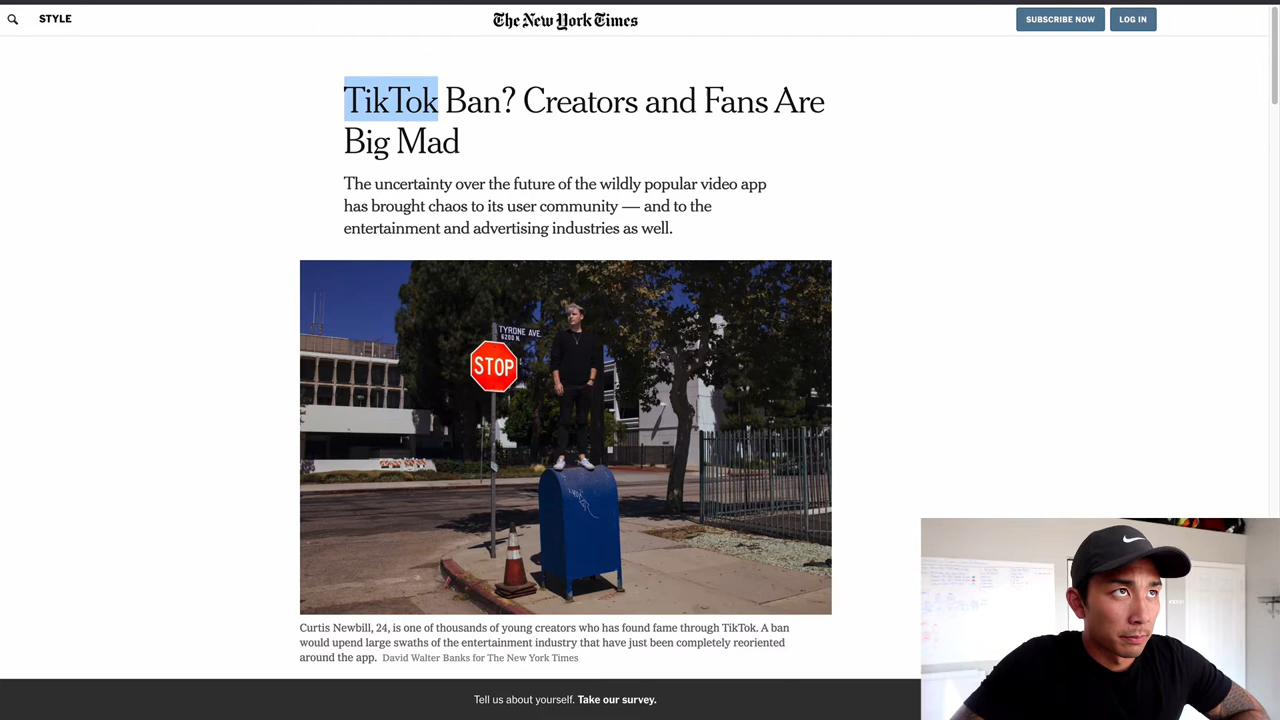 STYLE
The New York Times
SUBSCRIBE NOW
LOG IN
TikTok Ban? Creators and Fans Are
Big Mad
The uncertainty over the future of the wildly popular video app
has brought chaos to its user community — and to the
entertainment and advertising industries as well.
TYRONE AVE.
6200 N.
STOP
Curtis Newbill, 24, is one of thousands of young creators who has found fame through TikTok. A ban
would upend large swaths of the entertainment industry that have just been completely reoriented
around the app. David Walter Banks for The New York Times
Tell us about yourself. Take our survey.